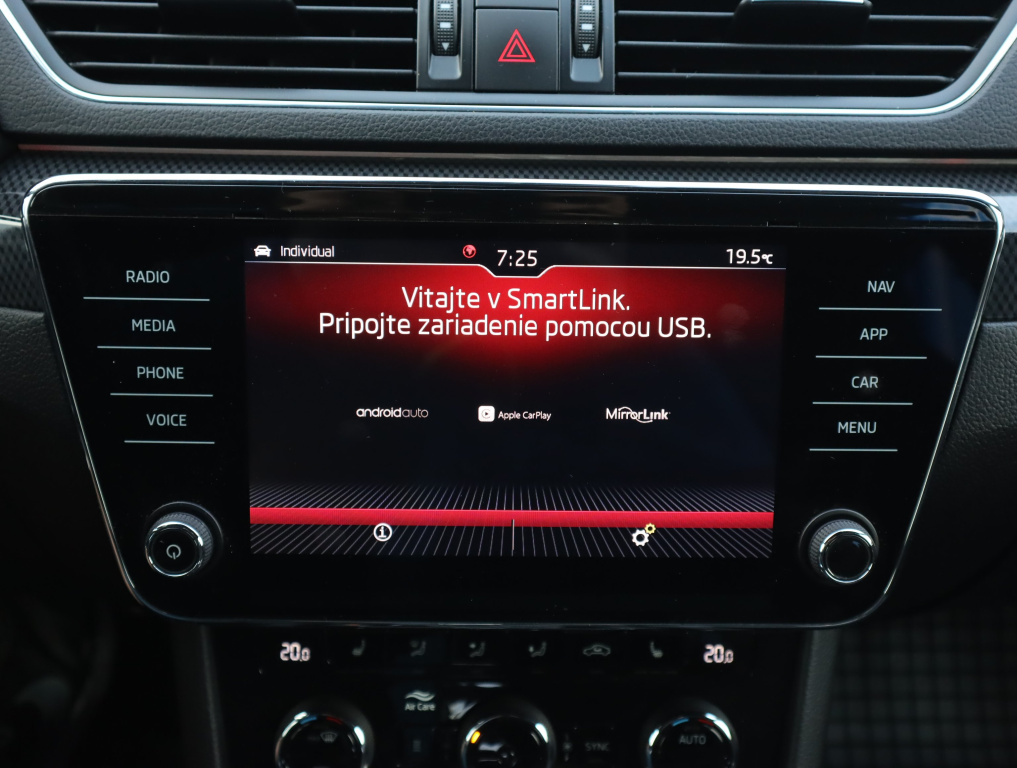 Individual 7:25 19.5°C
Vitajte v SmartLink.
Pripojte zariadenie pomocou USB.
androidauto Apple CarPlay MirrorLink
RADIO
MEDIA
PHONE
VOICE
NAV
APP
CAR
MENU
20.0 20.0
Air Care
SYNC AUTO